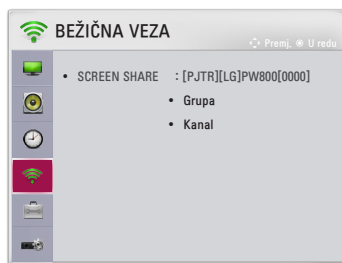 BEŽIČNA VEZA
Premj. U redu
• SCREEN SHARE : [PJTR][LG]PW800[0000]
• Grupa
• Kanal